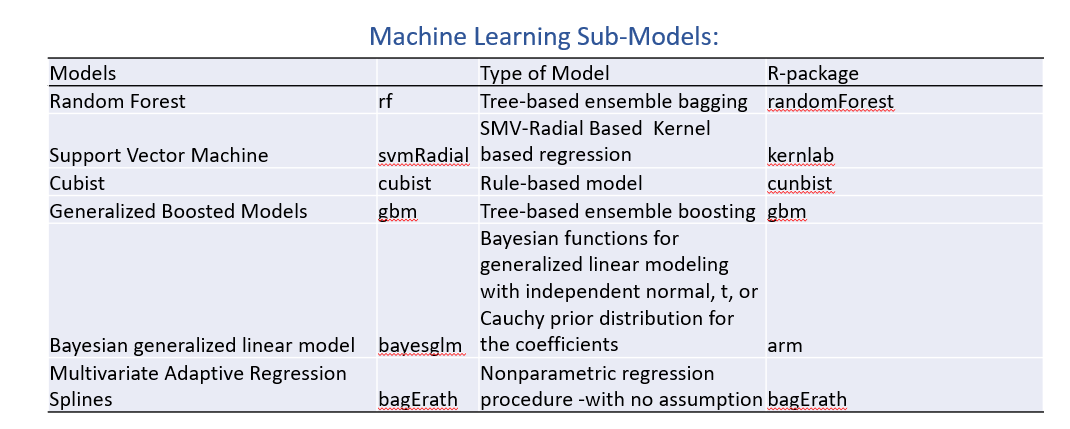 Machine Learning Sub-Models:
Models Type of Model R-package
Random Forest rf Tree-based ensemble bagging randomForest
SMV-Radial Based Kernel
Support Vector Machine svmRadial based regression kernlab
Cubist cubist Rule-based model cunbist
Generalized Boosted Models gbm Tree-based ensemble boosting gbm
Bayesian functions for
generalized linear modeling
with independent normal, t, or
Cauchy prior distribution for
Bayesian generalized linear model bayesglm the coefficients arm
Multivariate Adaptive Regression Nonparametric regression
Splines bagErath procedure -with no assumption bagErath